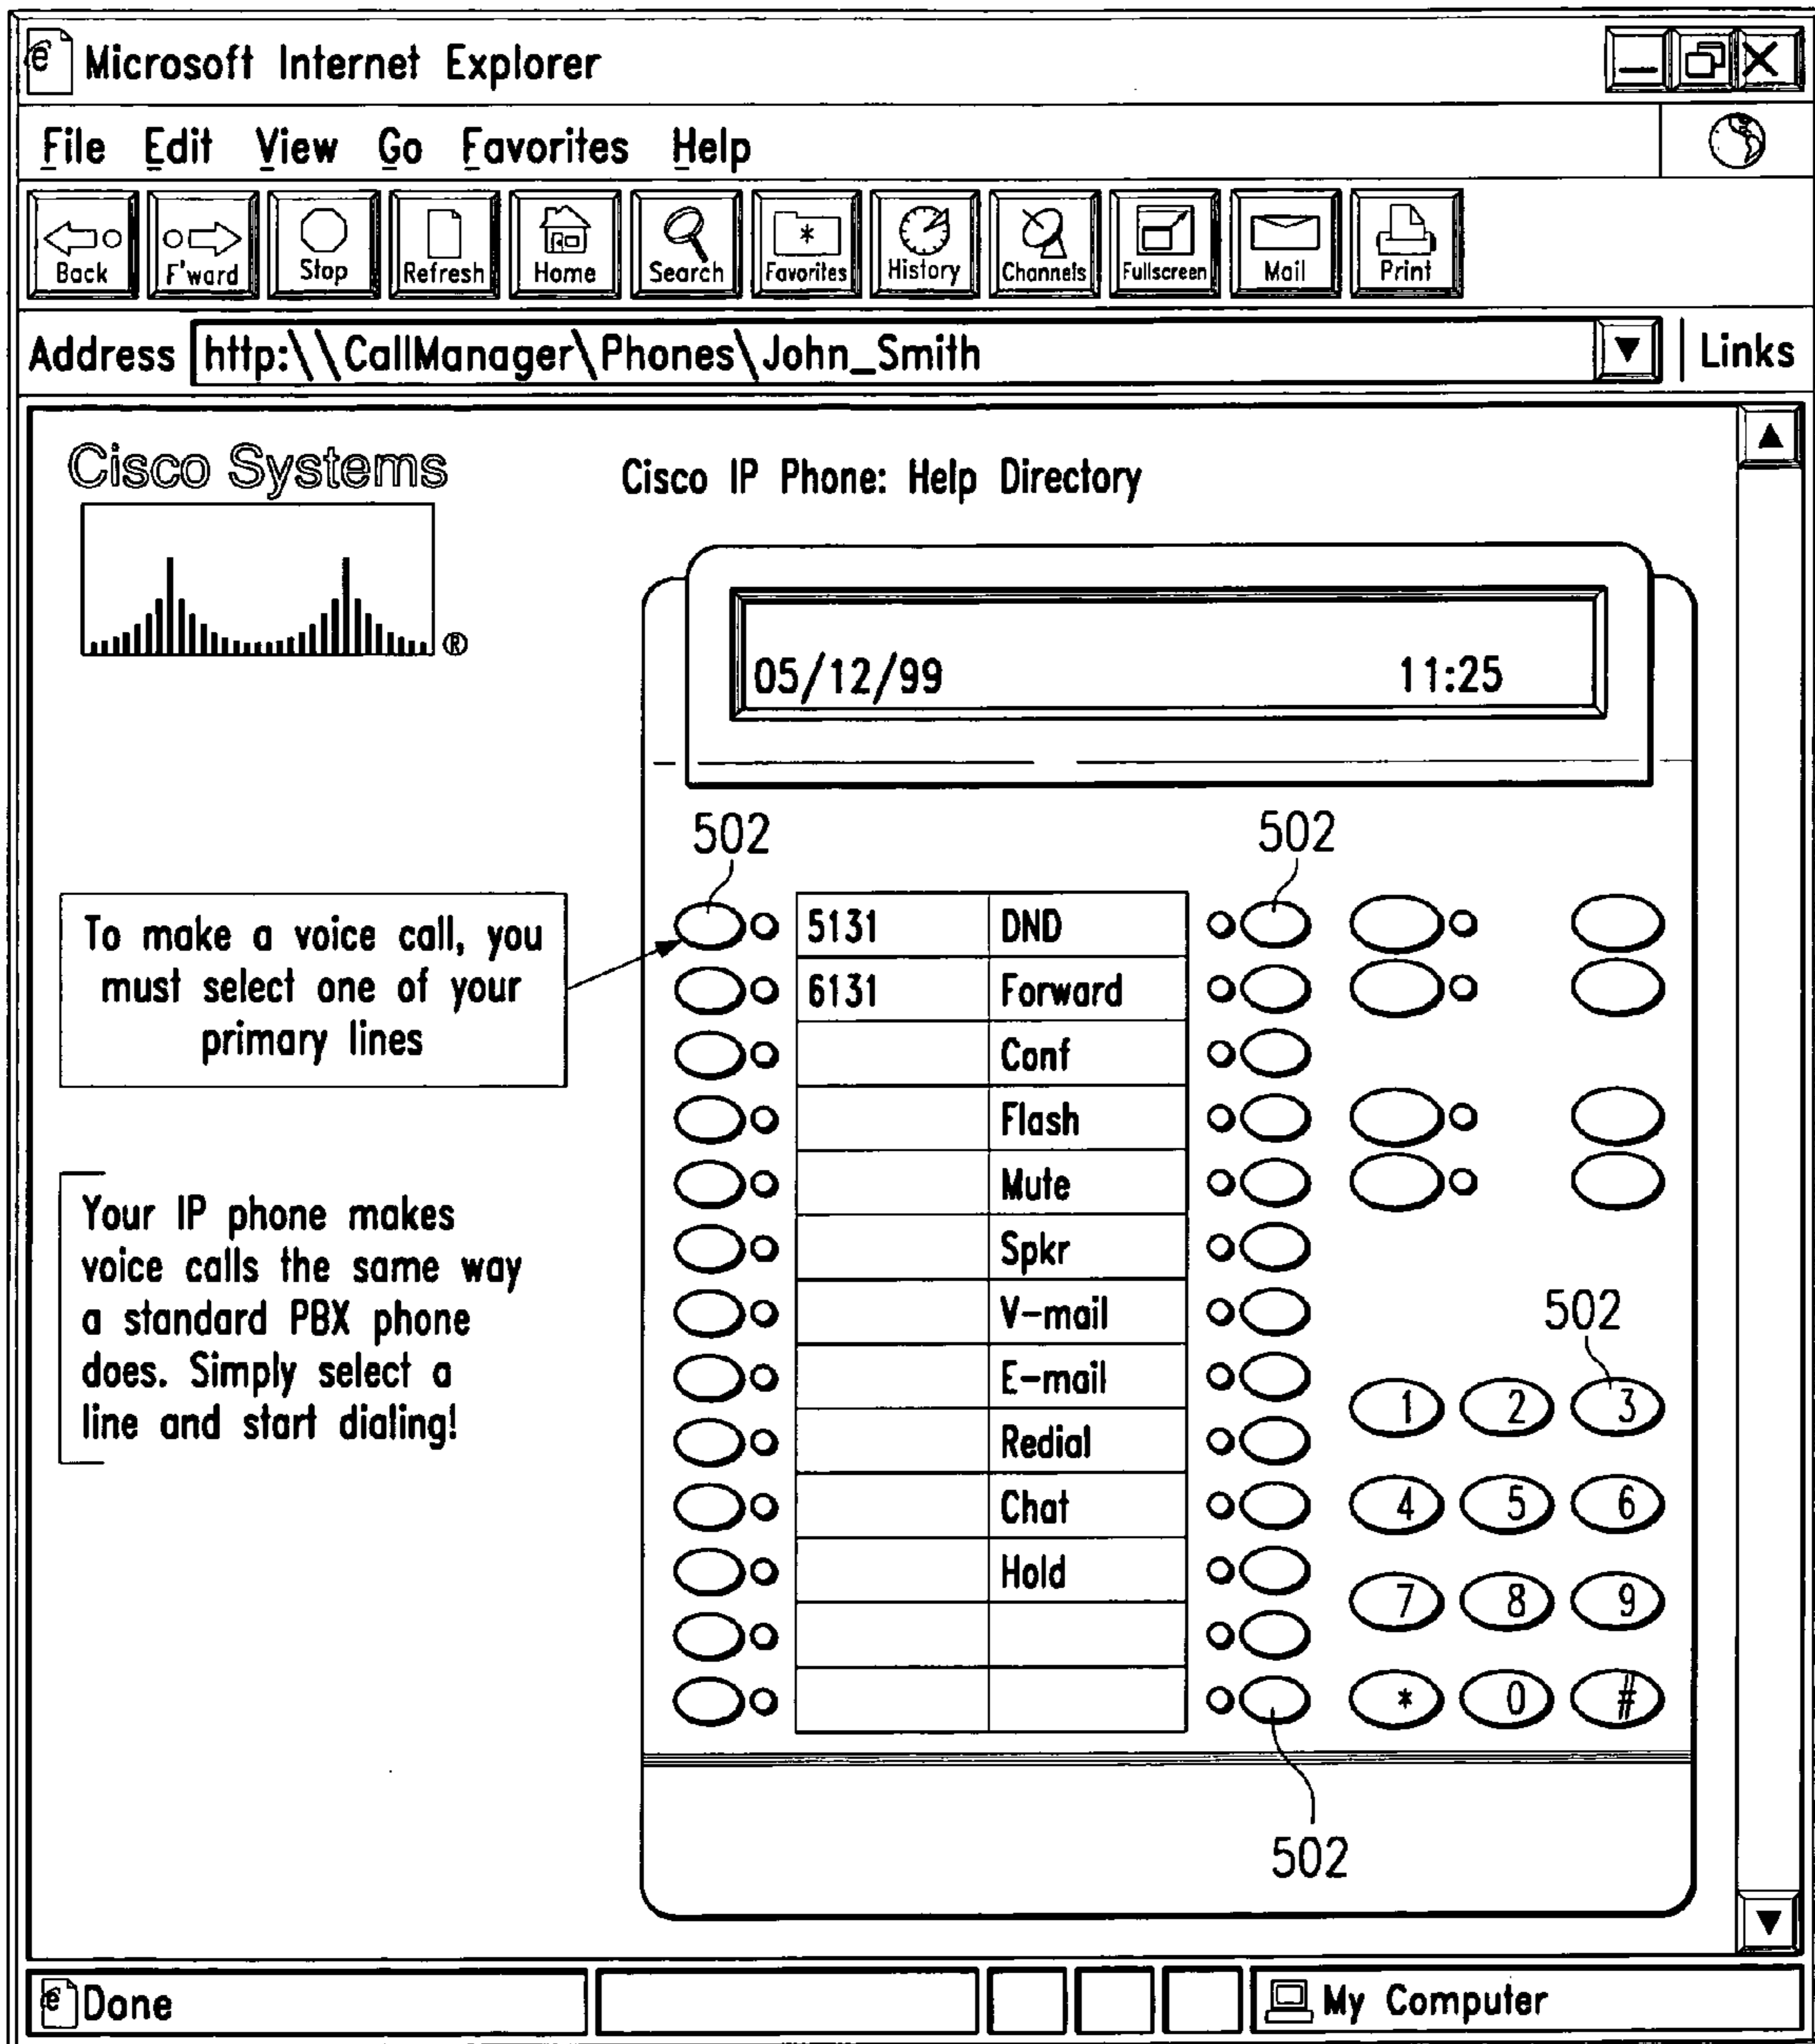 Microsoft Internet Explorer
File Edit View Go Favorites Help
Back F'ward Stop Refresh Home Search Favorites History Channels Fullscreen Mail Print
Address http:\\CallManager\Phones\John_Smith Links
Cisco Systems
®
Cisco IP Phone: Help Directory
05/12/99 11:25
502 502
To make a voice call, you
must select one of your
primary lines
Your IP phone makes
voice calls the same way
a standard PBX phone
does. Simply select a
line and start dialing!
5131 DND
6131 Forward
Conf
Flash
Mute
Spkr
V-mail
E-mail
Redial
Chat
Hold
502
1 2 3
4 5 6
7 8 9
* 0 #
502
Done My Computer